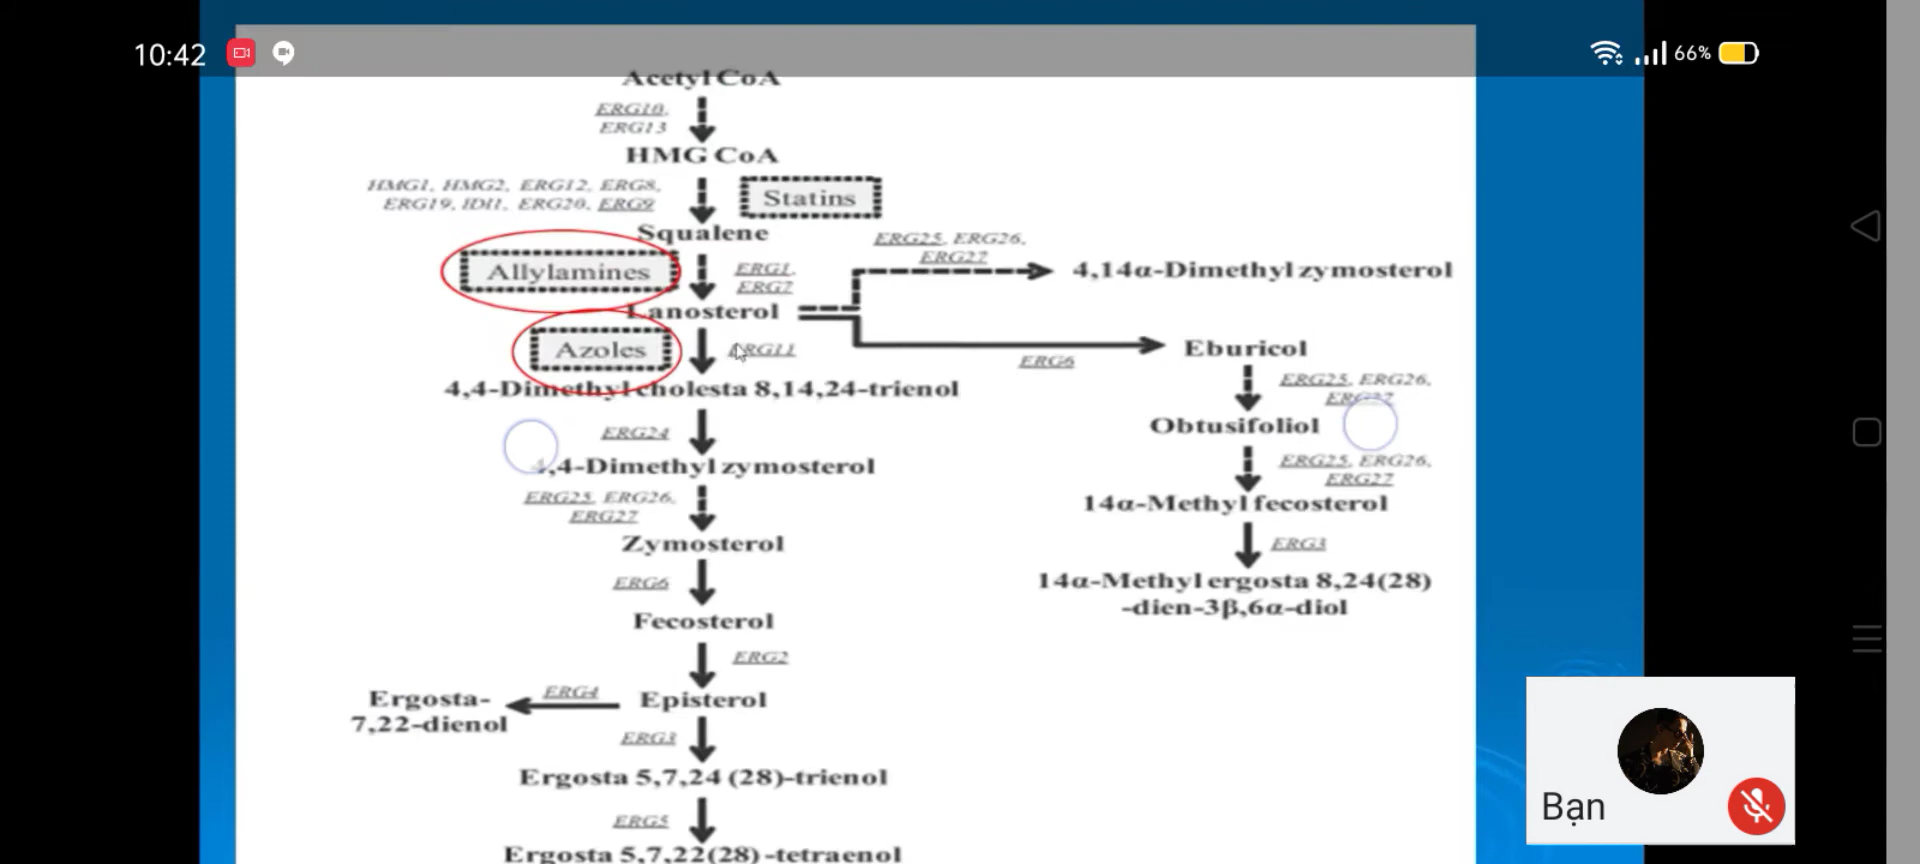 10:42
66%
Acetyl CoA
ERG10,
ERG13
HMG CoA
HMG1, HMG2, ERG12, ERG8,
ERG19, IDI1, ERG20, ERG9
Statins
Squalene
Allylamines
ERG1,
ERG7
ERG25, ERG26,
ERG27
4,14α-Dimethyl zymosterol
Lanosterol
Azoles
ERG11
ERG6
Eburicol
4,4-Dimethyl cholesta 8,14,24-trienol
ERG25, ERG26,
ERG27
ERG24
Obtusifoliol
4,4-Dimethyl zymosterol
ERG25, ERG26,
ERG27
ERG25, ERG26,
ERG27
14α-Methyl fecosterol
Zymosterol
ERG3
ERG6
14α-Methyl ergosta 8,24(28)
-dien-3β,6α-diol
Fecosterol
ERG2
Ergosta-
7,22-dienol
ERG4
Episterol
ERG3
Ergosta 5,7,24 (28)-trienol
ERG5
Ergosta 5,7,22(28) -tetraenol
Bạn